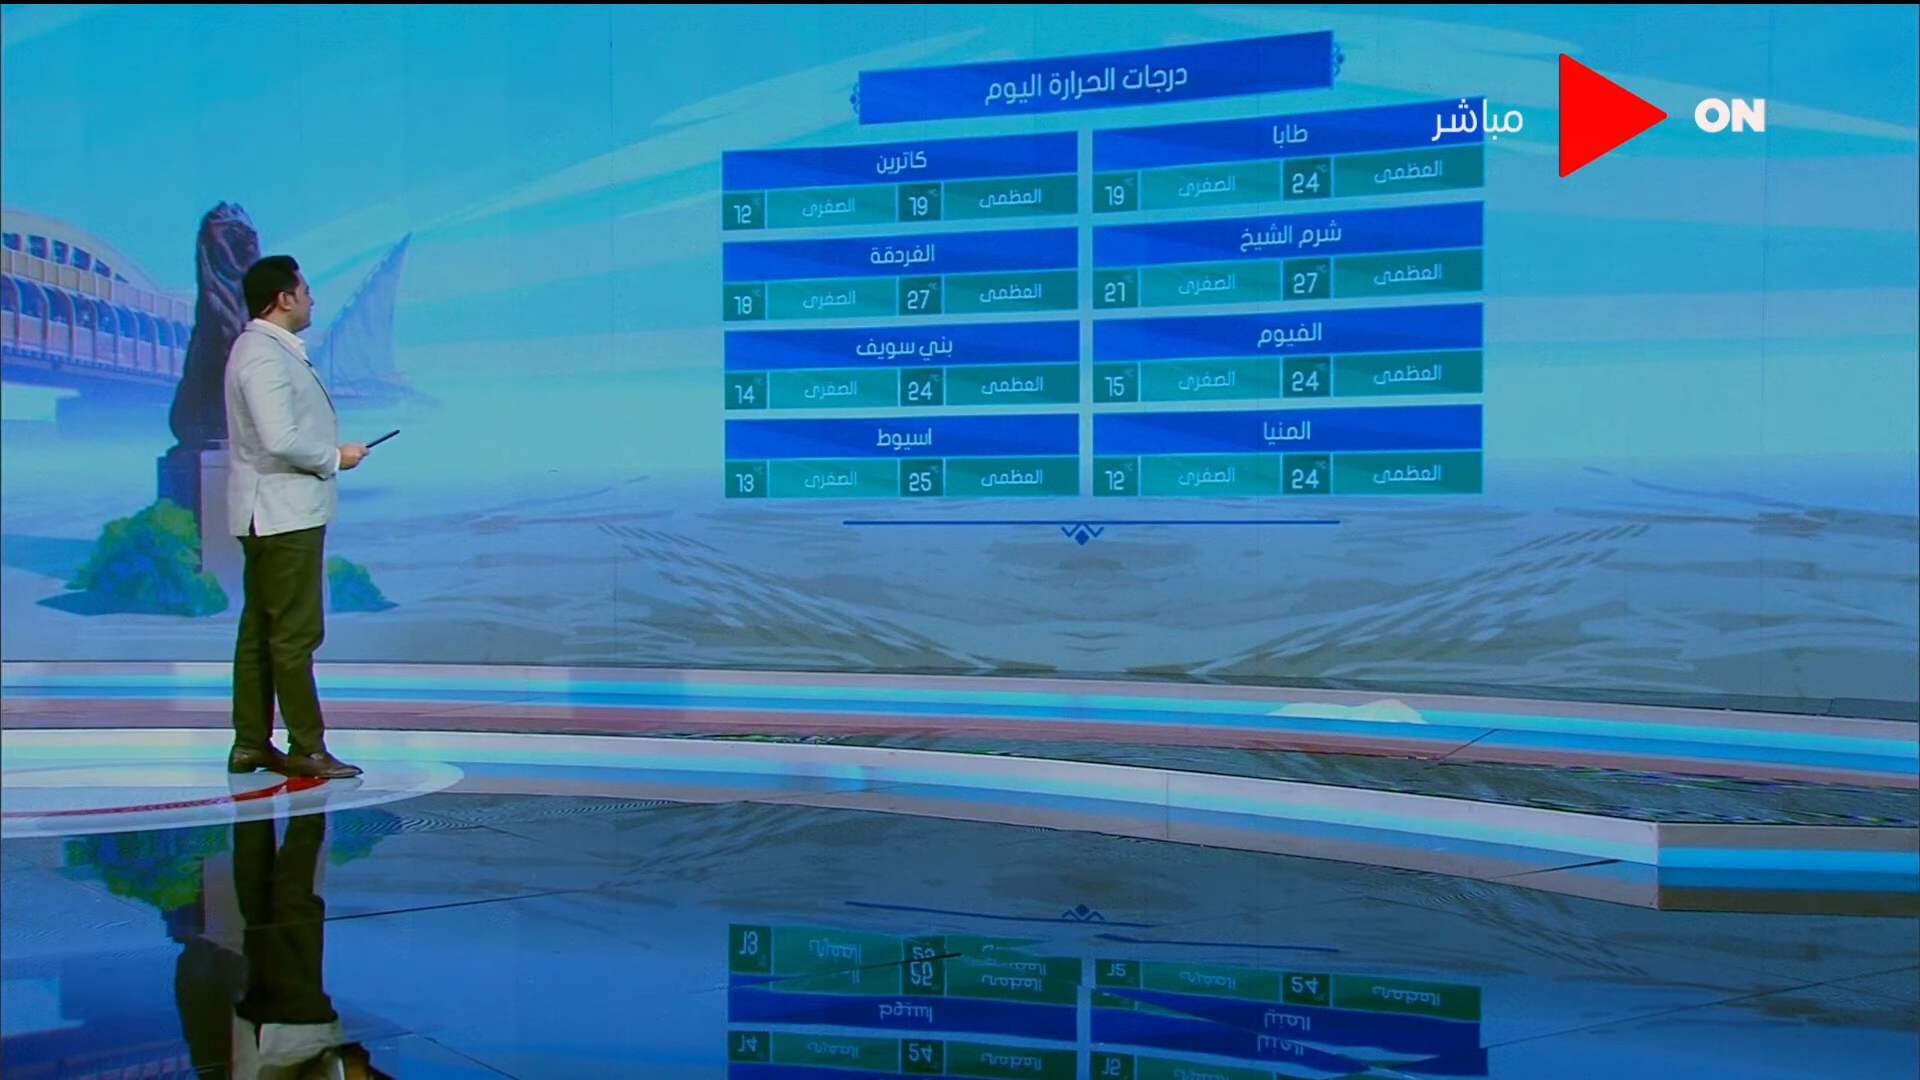 درجات الحرارة اليوم
مباشر ON
طابا
العظمى 24 °C الصغرى 19 °C
كاترين
العظمى 19 °C الصغرى 12 °C
شرم الشيخ
العظمى 27 °C الصغرى 21 °C
الغردقة
العظمى 27 °C الصغرى 18 °C
الفيوم
العظمى 24 °C الصغرى 15 °C
بني سويف
العظمى 24 °C الصغرى 14 °C
المنيا
العظمى 24 °C الصغرى 12 °C
اسيوط
العظمى 25 °C الصغرى 13 °C